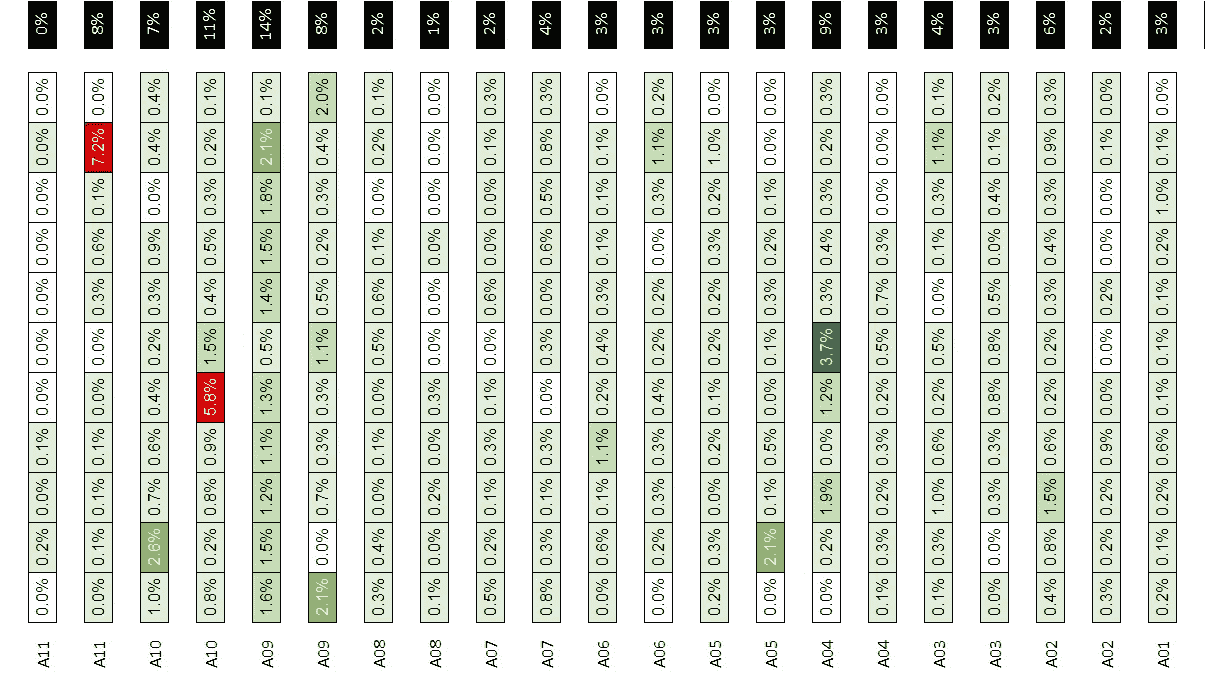 A11 0.0% 0.2% 0.0% 0.1% 0.0% 0.0% 0.0% 0.0% 0.0% 0.0% 0.0% 0%
A11 0.0% 0.1% 0.1% 0.1% 0.0% 0.0% 0.3% 0.6% 0.1% 7.2% 0.0% 8%
A10 1.0% 2.6% 0.7% 0.6% 0.4% 0.2% 0.3% 0.9% 0.0% 0.4% 0.4% 7%
A10 0.8% 0.2% 0.8% 0.9% 5.8% 1.5% 0.4% 0.5% 0.3% 0.2% 0.1% 11%
A09 1.6% 1.5% 1.2% 1.1% 1.3% 0.5% 1.4% 1.5% 1.8% 2.1% 0.1% 14%
A09 2.1% 0.0% 0.7% 0.3% 0.3% 1.1% 0.5% 0.2% 0.3% 0.4% 2.0% 8%
A08 0.3% 0.4% 0.0% 0.1% 0.1% 0.5% 0.6% 0.1% 0.0% 0.2% 0.1% 2%
A08 0.1% 0.0% 0.2% 0.0% 0.3% 0.0% 0.0% 0.0% 0.0% 0.0% 0.0% 1%
A07 0.5% 0.2% 0.1% 0.3% 0.1% 0.0% 0.6% 0.0% 0.0% 0.1% 0.3% 2%
A07 0.8% 0.3% 0.1% 0.3% 0.0% 0.3% 0.0% 0.6% 0.5% 0.8% 0.3% 4%
A06 0.0% 0.6% 0.1% 1.1% 0.2% 0.4% 0.3% 0.1% 0.1% 0.1% 0.0% 3%
A06 0.0% 0.2% 0.3% 0.3% 0.4% 0.2% 0.2% 0.0% 0.3% 1.1% 0.2% 3%
A05 0.2% 0.3% 0.0% 0.2% 0.1% 0.2% 0.2% 0.3% 0.2% 1.0% 0.0% 3%
A05 0.0% 2.1% 0.1% 0.5% 0.0% 0.1% 0.3% 0.2% 0.1% 0.0% 0.0% 3%
A04 0.0% 0.2% 1.9% 0.0% 1.2% 3.7% 0.3% 0.4% 0.3% 0.2% 0.3% 9%
A04 0.1% 0.3% 0.2% 0.3% 0.2% 0.5% 0.7% 0.3% 0.0% 0.0% 0.0% 3%
A03 0.1% 0.3% 1.0% 0.6% 0.2% 0.5% 0.0% 0.1% 0.3% 1.1% 0.1% 4%
A03 0.0% 0.0% 0.3% 0.3% 0.8% 0.8% 0.5% 0.0% 0.4% 0.1% 0.2% 3%
A02 0.4% 0.8% 1.5% 0.6% 0.2% 0.2% 0.3% 0.4% 0.3% 0.9% 0.3% 6%
A02 0.3% 0.2% 0.2% 0.9% 0.0% 0.0% 0.2% 0.0% 0.0% 0.1% 0.0% 2%
A01 0.2% 0.1% 0.2% 0.6% 0.1% 0.1% 0.1% 0.2% 1.0% 0.1% 0.0% 3%